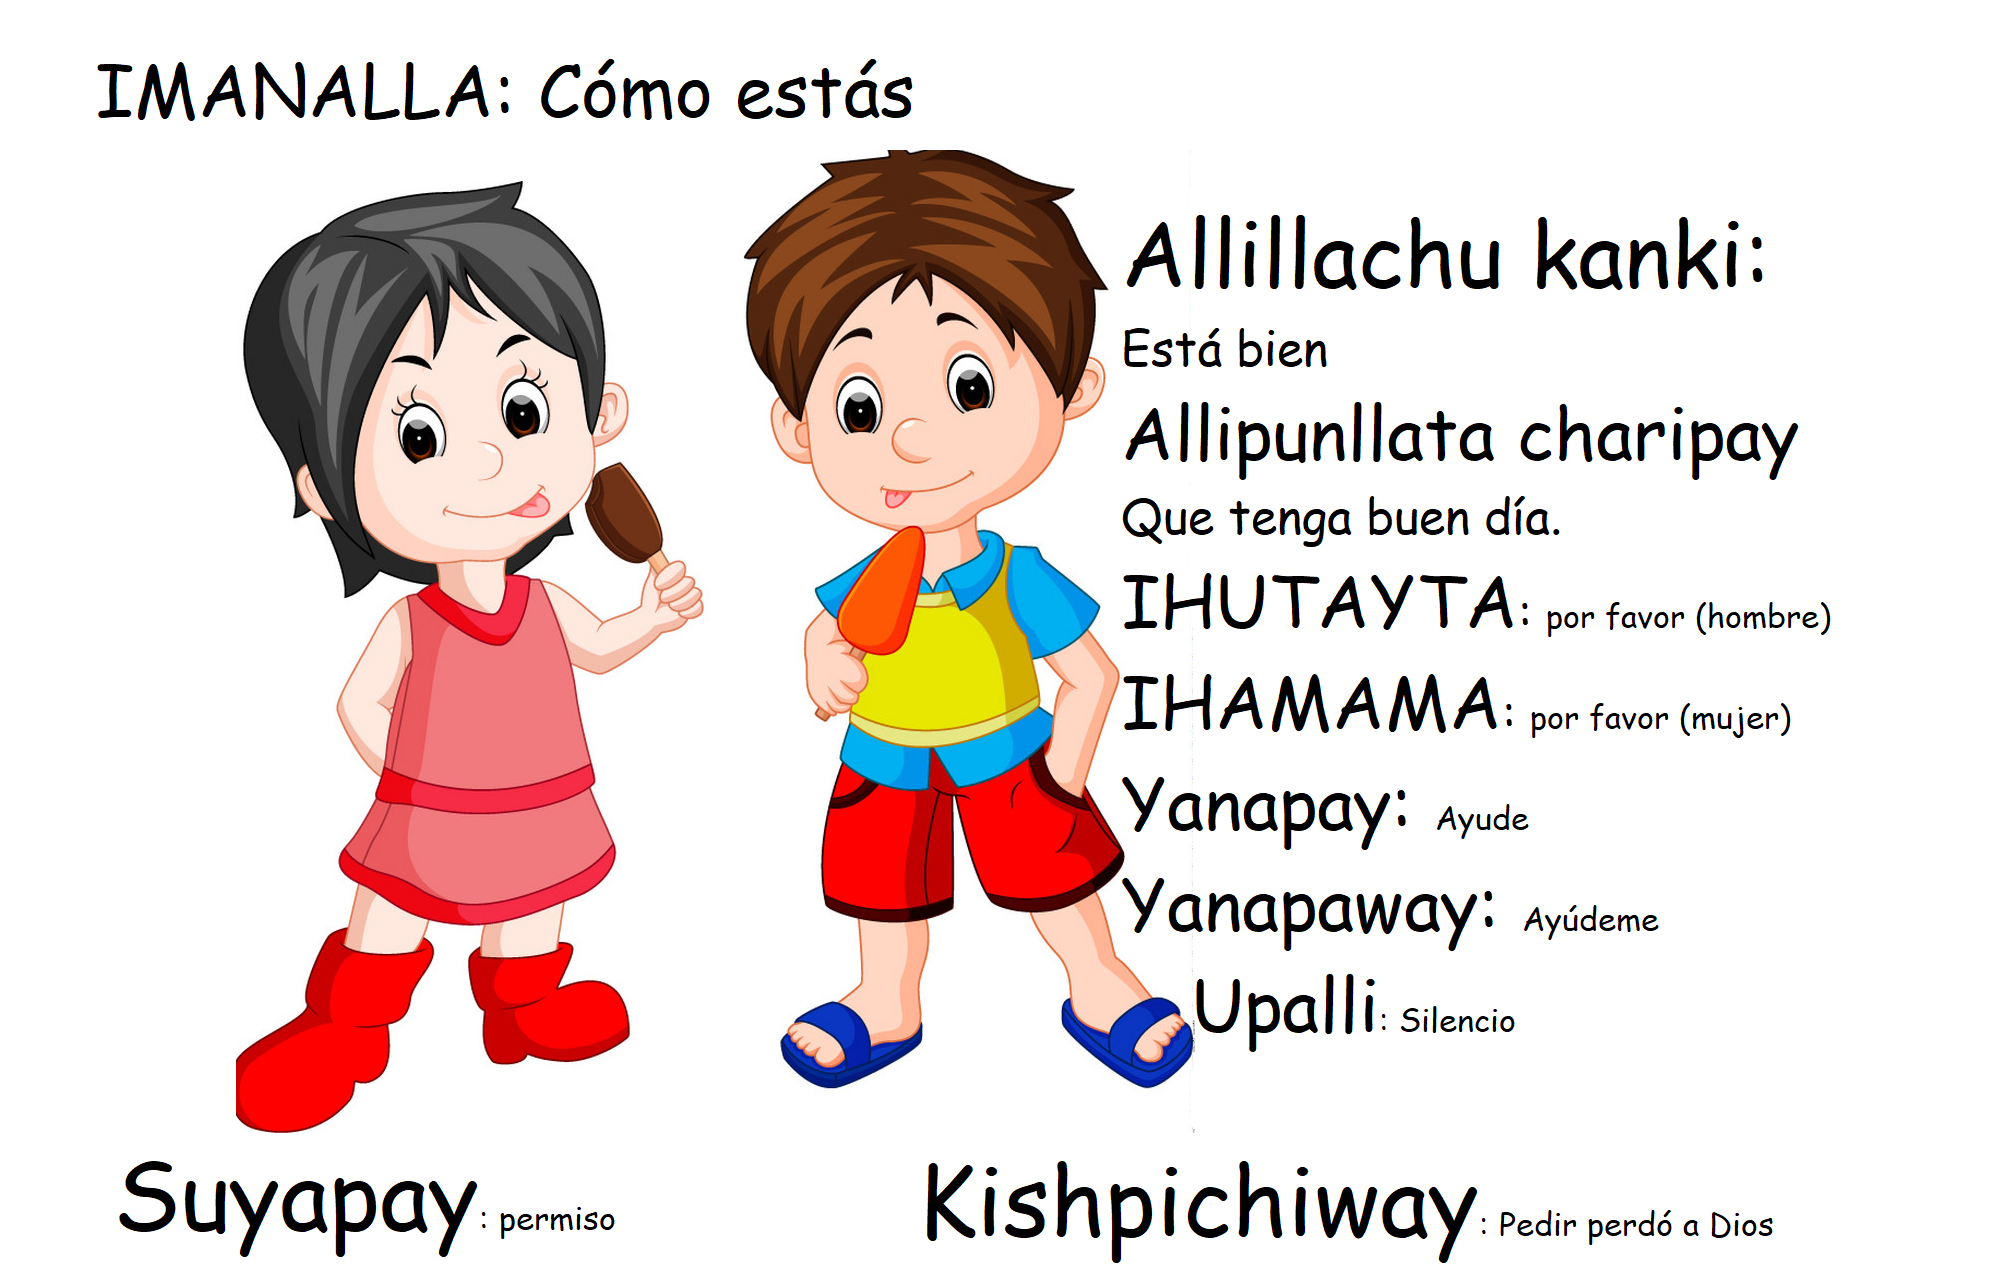 IMANALLA: Cómo estás
Allillachu kanki:
Está bien
Allipunllata charipay
Que tenga buen día.
IHUTAYTA: por favor (hombre)
IHAMAMA: por favor (mujer)
Yanapay: Ayude
Yanapaway: Ayúdeme
Upalli: Silencio
Suyapay: permiso
Kishpichiway: Pedir perdó a Dios